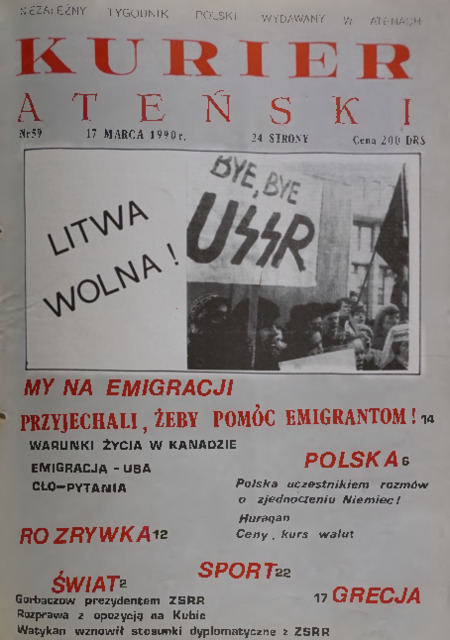 NIEZALEŻNY TYGODNIK POLSKI WYDAWANY W ATENACH
KURIER
ATEŃSKI
Nr59 17 MARCA 1990r. 24 STRONY Cena 200 DRS
LITWA
WOLNA!
BYE, BYE
USSR
MY NA EMIGRACJI
PRZYJECHALI, ŻEBY POMÓC EMIGRANTOM! 14
WARUNKI ŻYCIA W KANADZIE
EMIGRACJA - USA
CŁO-PYTANIA
POLSKA 6
Polska uczestnikiem rozmów
o zjednoczeniu Niemiec!
Huragan
Ceny, kurs walut
ROZRYWKA 12
SPORT 22
ŚWIAT 2
17 GRECJA
Gorbaczow prezydentem ZSRR
Rozprawa z opozycją na Kubie
Watykan wznowił stosunki dyplomatyczne z ZSRR